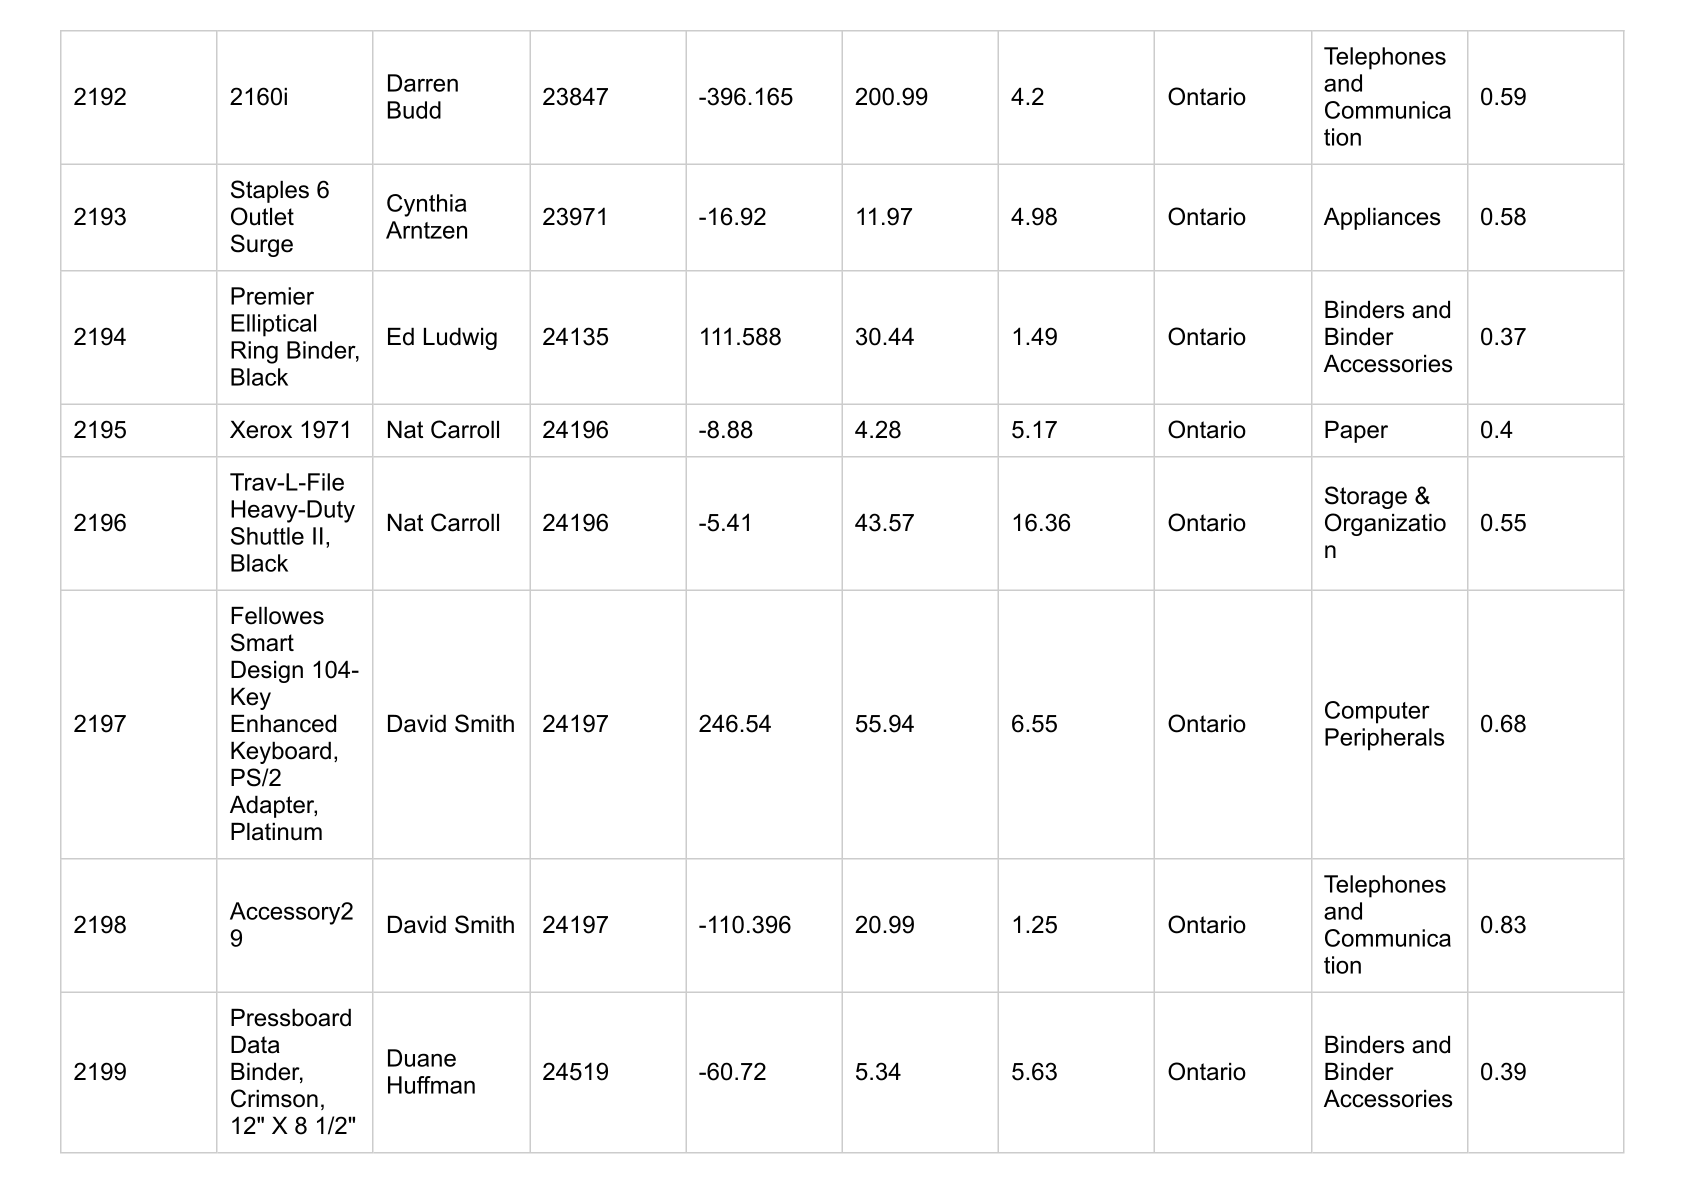 2192 2160i Darren Budd 23847 -396.165 200.99 4.2 Ontario Telephones and Communication 0.59
2193 Staples 6 Outlet Surge Cynthia Arntzen 23971 -16.92 11.97 4.98 Ontario Appliances 0.58
2194 Premier Elliptical Ring Binder, Black Ed Ludwig 24135 111.588 30.44 1.49 Ontario Binders and Binder Accessories 0.37
2195 Xerox 1971 Nat Carroll 24196 -8.88 4.28 5.17 Ontario Paper 0.4
2196 Trav-L-File Heavy-Duty Shuttle II, Black Nat Carroll 24196 -5.41 43.57 16.36 Ontario Storage & Organization 0.55
2197 Fellowes Smart Design 104-Key Enhanced Keyboard, PS/2 Adapter, Platinum David Smith 24197 246.54 55.94 6.55 Ontario Computer Peripherals 0.68
2198 Accessory29 David Smith 24197 -110.396 20.99 1.25 Ontario Telephones and Communication 0.83
2199 Pressboard Data Binder, Crimson, 12" X 8 1/2" Duane Huffman 24519 -60.72 5.34 5.63 Ontario Binders and Binder Accessories 0.39